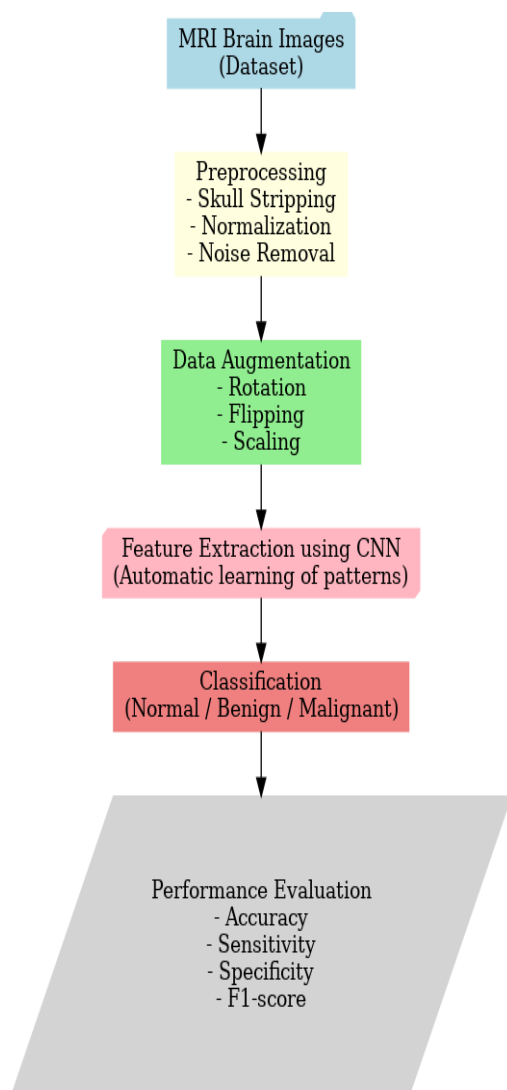 MRI Brain Images
(Dataset)
Preprocessing
- Skull Stripping
- Normalization
- Noise Removal
Data Augmentation
- Rotation
- Flipping
- Scaling
Feature Extraction using CNN
(Automatic learning of patterns)
Classification
(Normal / Benign / Malignant)
Performance Evaluation
- Accuracy
- Sensitivity
- Specificity
- F1-score